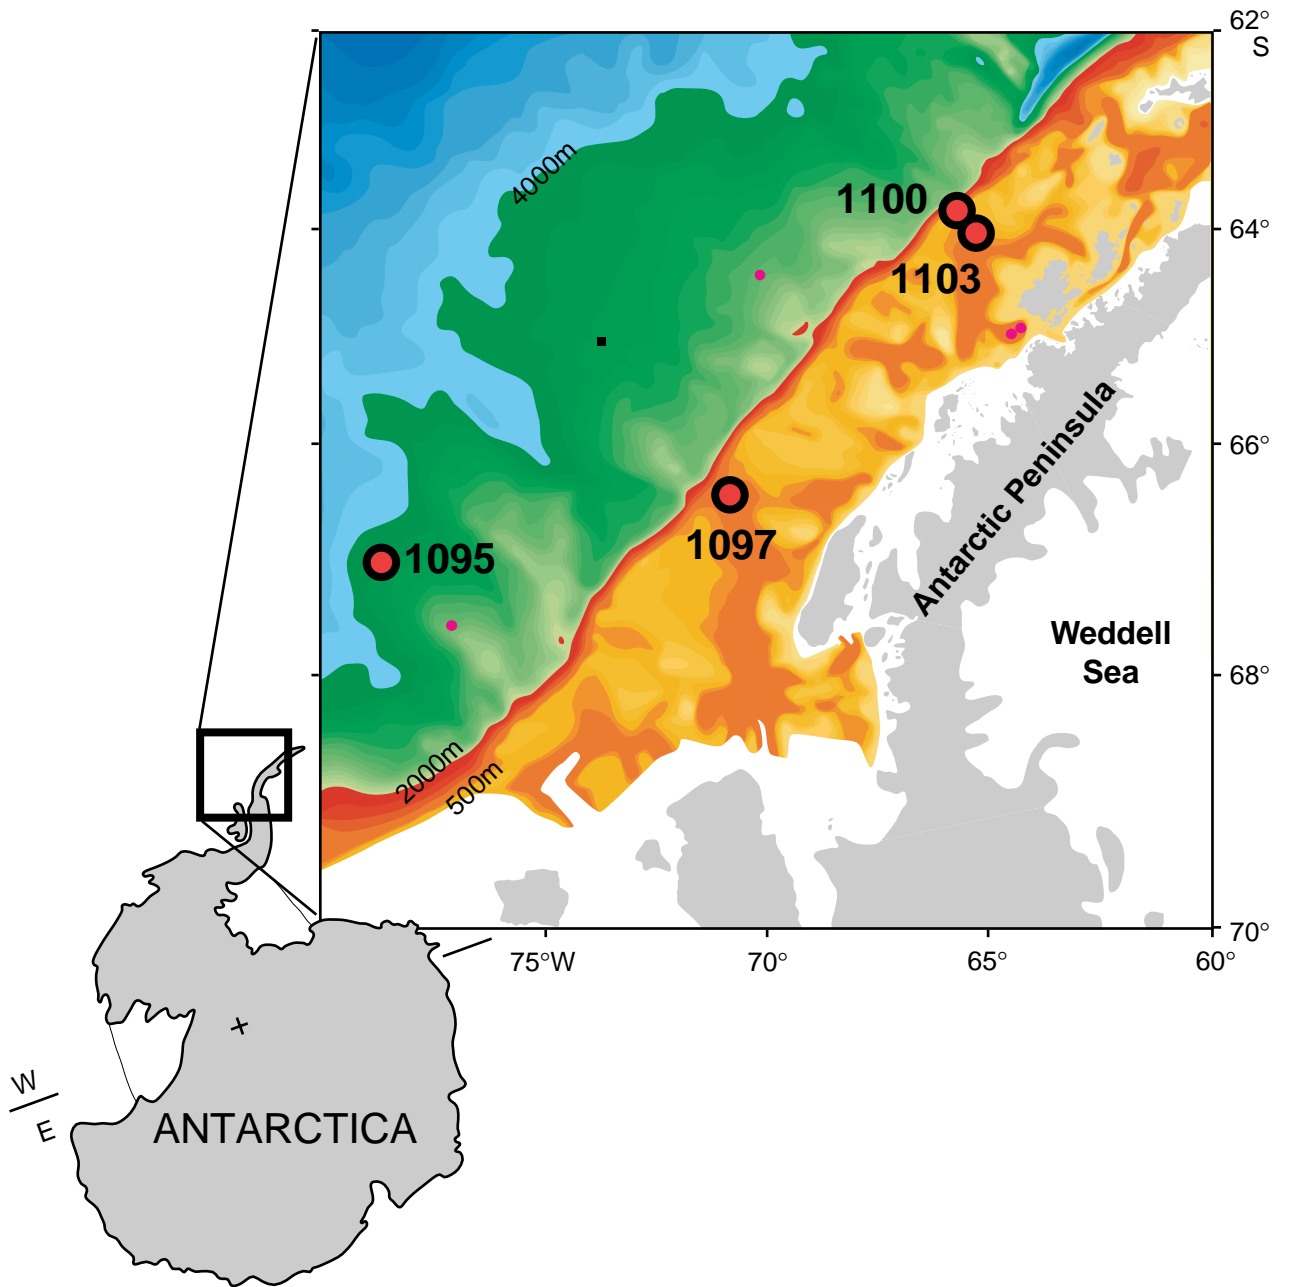 62°
S
4000m
1100
64°
1103
Antarctic Peninsula
66°
1097
1095
Weddell
Sea
68°
2000m
500m
70°
75°W
70°
65°
60°
W
E
ANTARCTICA